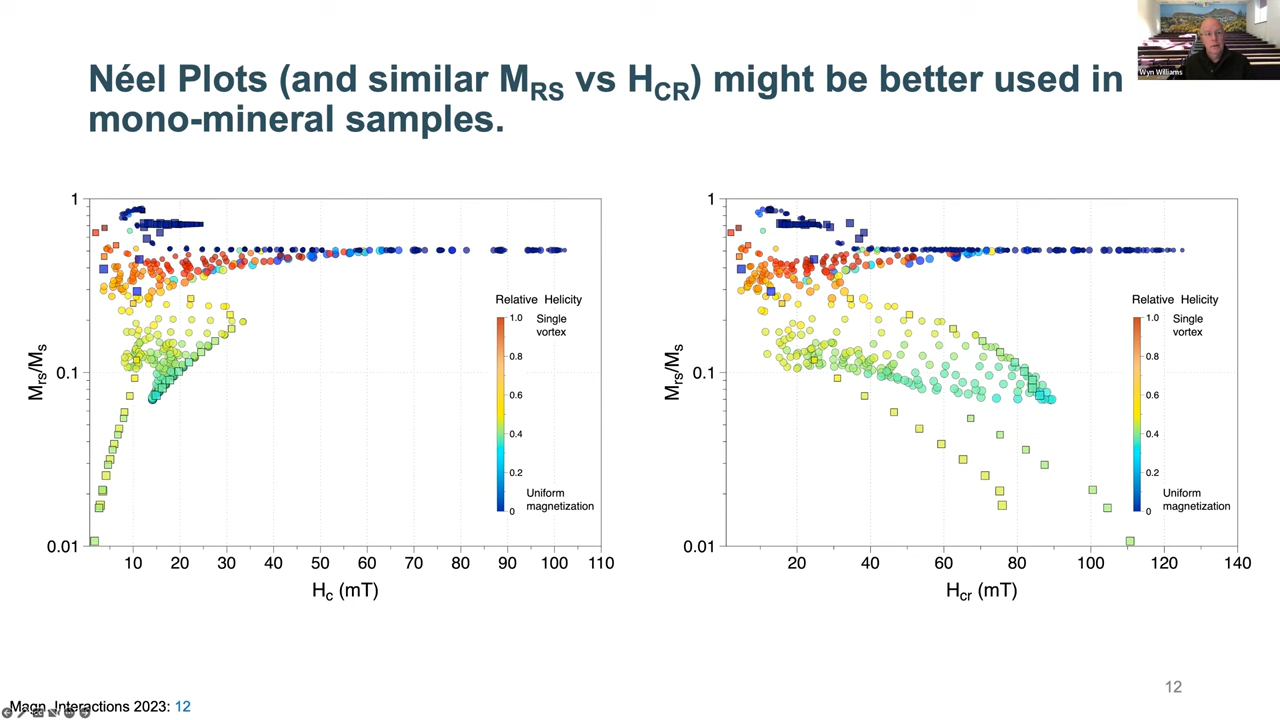 Wyn Williams
Néel Plots (and similar M_RS vs H_CR) might be better used in
mono-mineral samples.
1
0.1
0.01
M_rs/M_s
10 20 30 40 50 60 70 80 90 100 110
H_c (mT)
Relative Helicity
1.0 Single
vortex
0.8
0.6
0.4
0.2
Uniform
0 magnetization
1
0.1
0.01
M_rs/M_s
20 40 60 80 100 120 140
H_cr (mT)
Relative Helicity
1.0 Single
vortex
0.8
0.6
0.4
0.2
Uniform
0 magnetization
12
Magn. Interactions 2023: 12